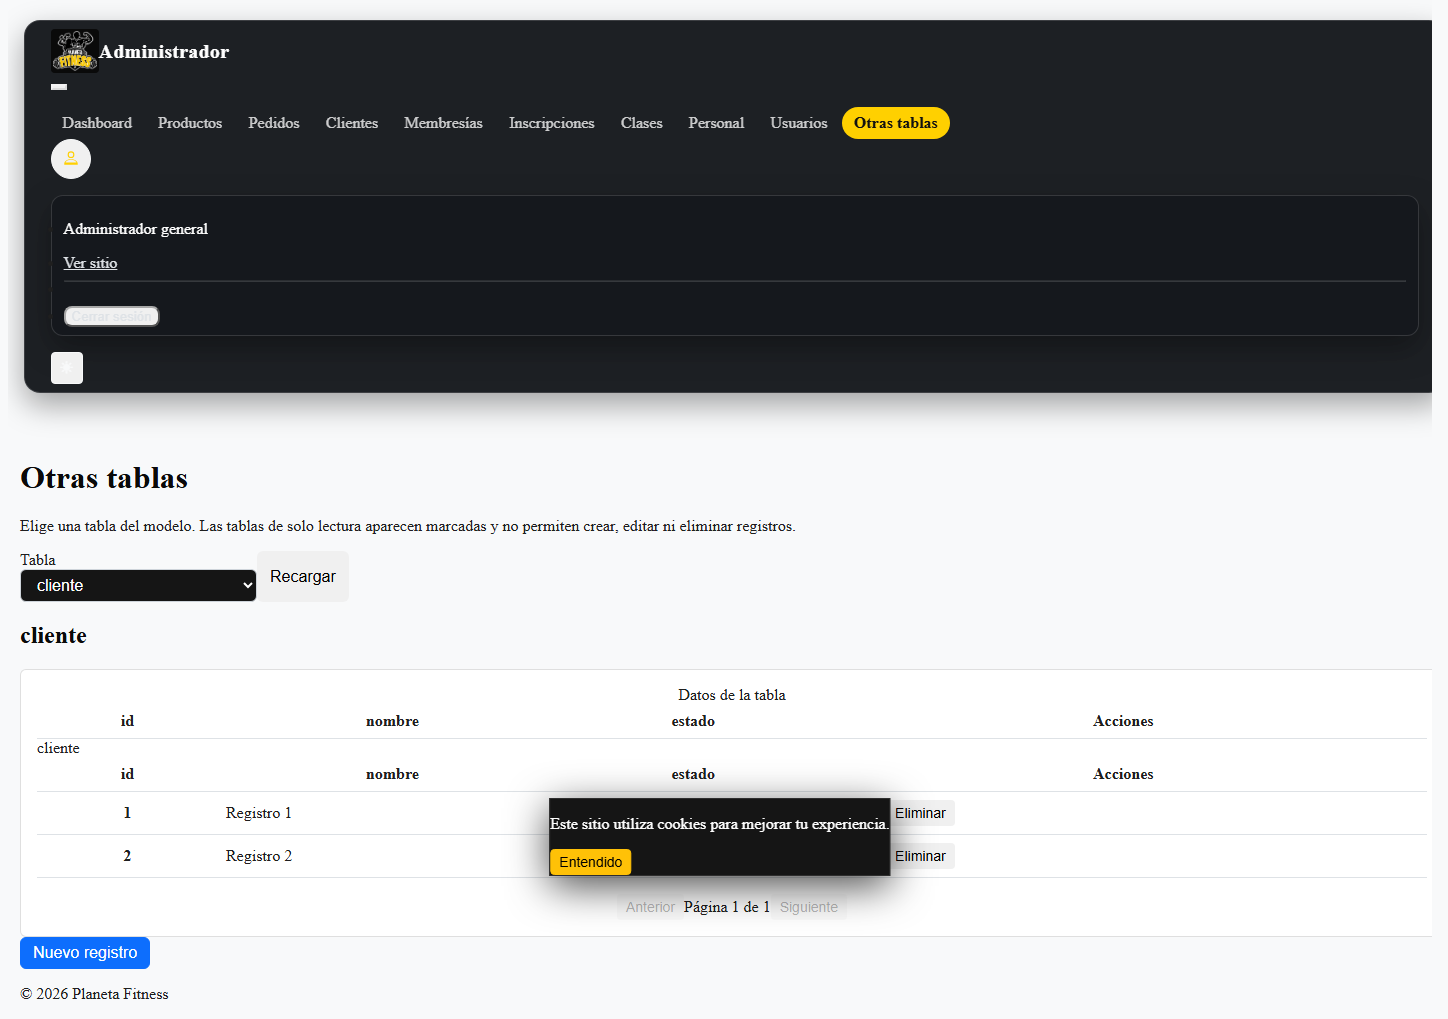 PLANETA
FITNESS
Administrador
Dashboard Productos Pedidos Clientes Membresías Inscripciones Clases Personal Usuarios Otras tablas
Administrador general
Ver sitio
Cerrar sesión
Otras tablas
Elige una tabla del modelo. Las tablas de solo lectura aparecen marcadas y no permiten crear, editar ni eliminar registros.
Tabla
cliente
Recargar
cliente
Datos de la tabla
id nombre estado Acciones
cliente
id nombre estado Acciones
1 Registro 1 Eliminar
Este sitio utiliza cookies para mejorar tu experiencia.
Entendido
2 Registro 2 Eliminar
Anterior Página 1 de 1 Siguiente
Nuevo registro
© 2026 Planeta Fitness